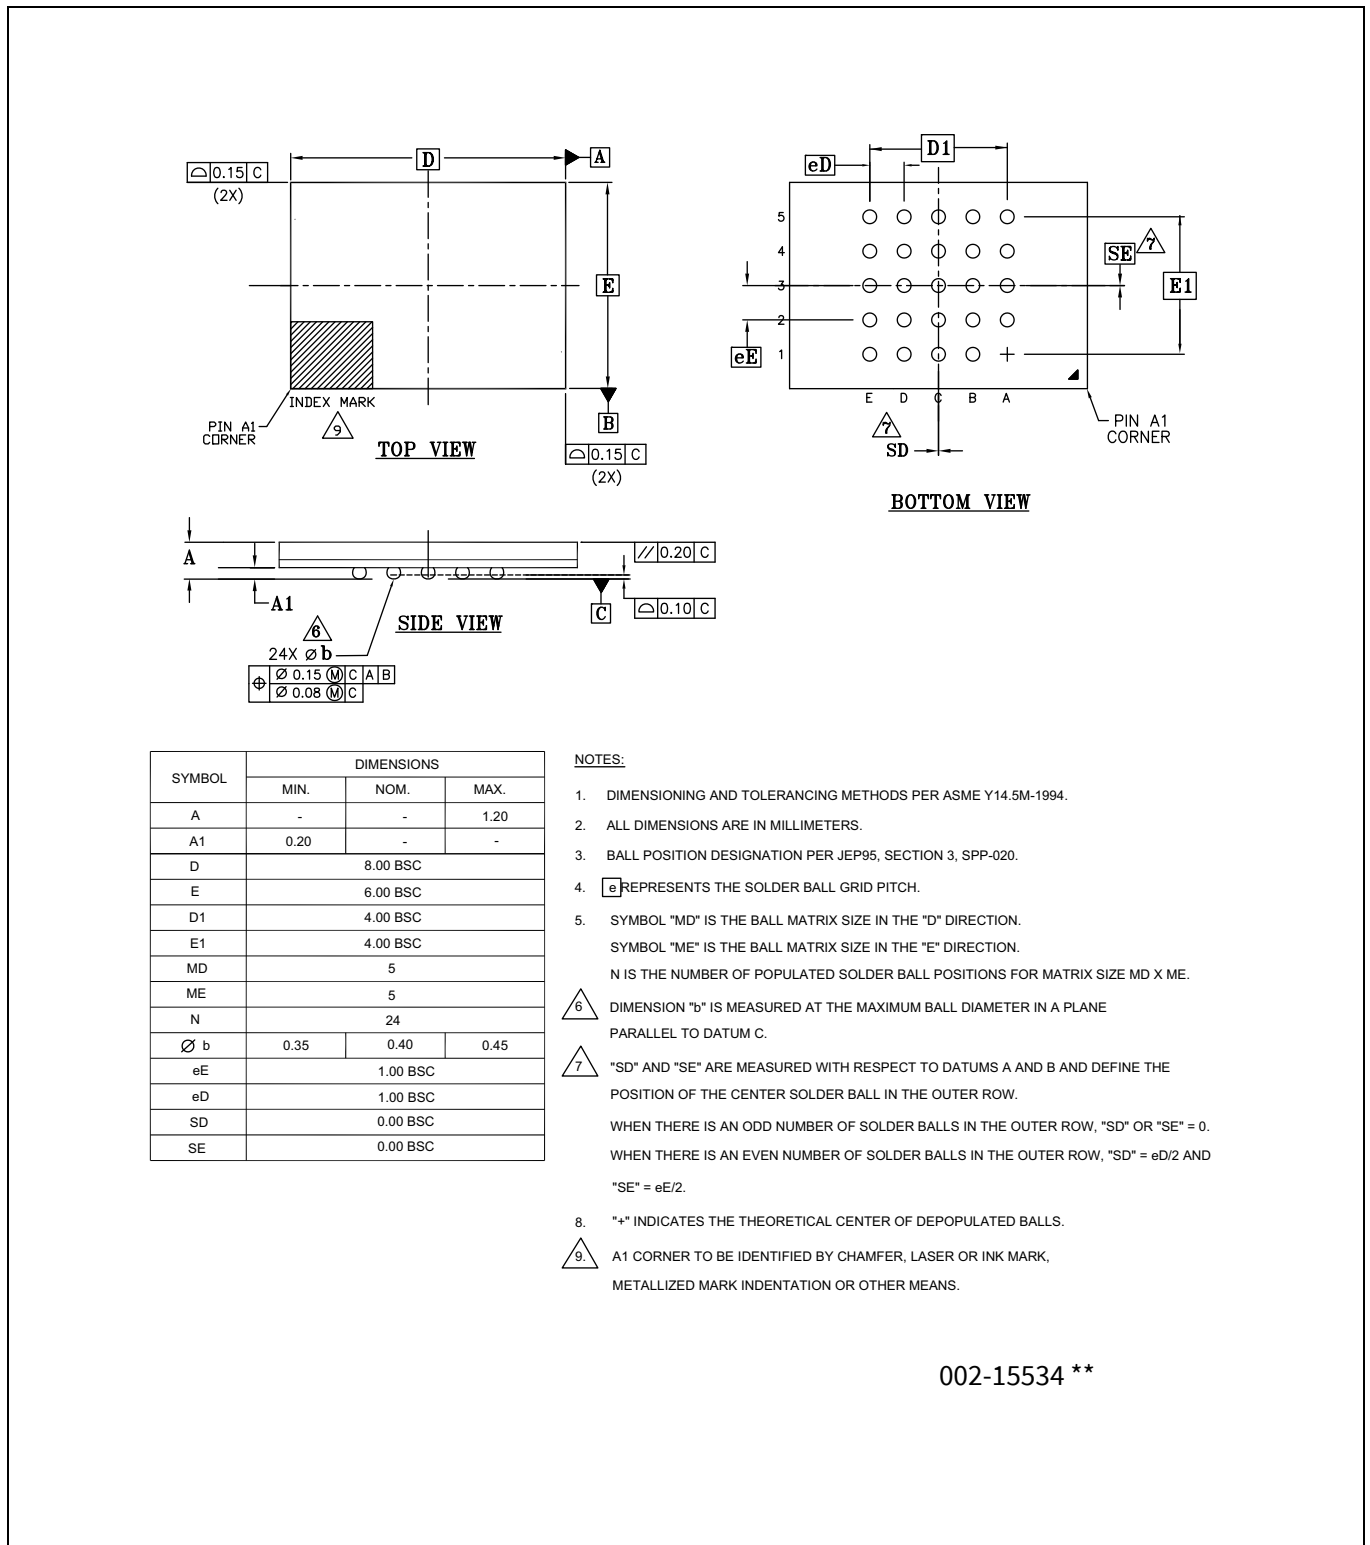 D
A
0.15 C
(2X)
E
INDEX MARK
9
PIN A1
CORNER
TOP VIEW
B
0.15 C
(2X)
D1
eD
5
4
3
2
1
SE
7
E1
eE
E D C B A
7
SD
PIN A1
CORNER
BOTTOM VIEW
A
A1
// 0.20 C
C
0.10 C
SIDE VIEW
6
24X Ø b
⌖ Ø 0.15 Ⓜ C A B
Ø 0.08 Ⓜ C
SYMBOL DIMENSIONS
MIN. NOM. MAX.
A - - 1.20
A1 0.20 - -
D 8.00 BSC
E 6.00 BSC
D1 4.00 BSC
E1 4.00 BSC
MD 5
ME 5
N 24
Ø b 0.35 0.40 0.45
eE 1.00 BSC
eD 1.00 BSC
SD 0.00 BSC
SE 0.00 BSC
NOTES:
1. DIMENSIONING AND TOLERANCING METHODS PER ASME Y14.5M-1994.
2. ALL DIMENSIONS ARE IN MILLIMETERS.
3. BALL POSITION DESIGNATION PER JEP95, SECTION 3, SPP-020.
4. e REPRESENTS THE SOLDER BALL GRID PITCH.
5. SYMBOL "MD" IS THE BALL MATRIX SIZE IN THE "D" DIRECTION.
SYMBOL "ME" IS THE BALL MATRIX SIZE IN THE "E" DIRECTION.
N IS THE NUMBER OF POPULATED SOLDER BALL POSITIONS FOR MATRIX SIZE MD X ME.
6 DIMENSION "b" IS MEASURED AT THE MAXIMUM BALL DIAMETER IN A PLANE
PARALLEL TO DATUM C.
7 "SD" AND "SE" ARE MEASURED WITH RESPECT TO DATUMS A AND B AND DEFINE THE
POSITION OF THE CENTER SOLDER BALL IN THE OUTER ROW.
WHEN THERE IS AN ODD NUMBER OF SOLDER BALLS IN THE OUTER ROW, "SD" OR "SE" = 0.
WHEN THERE IS AN EVEN NUMBER OF SOLDER BALLS IN THE OUTER ROW, "SD" = eD/2 AND
"SE" = eE/2.
8. "+" INDICATES THE THEORETICAL CENTER OF DEPOPULATED BALLS.
9. A1 CORNER TO BE IDENTIFIED BY CHAMFER, LASER OR INK MARK,
METALLIZED MARK INDENTATION OR OTHER MEANS.
002-15534 **